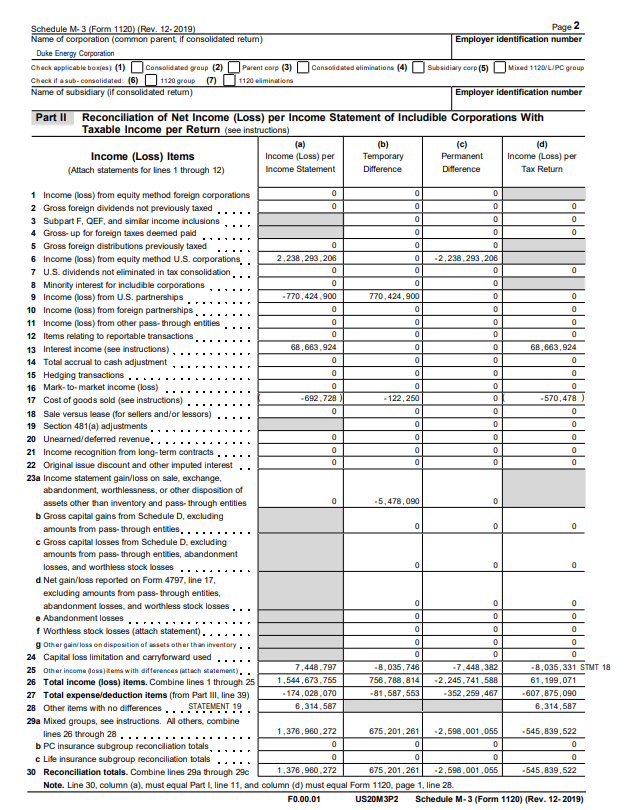 Schedule M-3 (Form 1120) (Rev. 12-2019) Page 2
Name of corporation (common parent, if consolidated return) Employer identification number
Duke Energy Corporation
Check applicable box(es): (1) Consolidated group (2) Parent corp (3) Consolidated eliminations (4) Subsidiary corp (5) Mixed 1120/L/PC group
Check if a sub-consolidated: (6) 1120 group (7) 1120 eliminations
Name of subsidiary (if consolidated return) Employer identification number
Part II Reconciliation of Net Income (Loss) per Income Statement of Includible Corporations With
Taxable Income per Return (see instructions)
(a) (b) (c) (d)
Income (Loss) Items Income (Loss) per Temporary Permanent Income (Loss) per
(Attach statements for lines 1 through 12) Income Statement Difference Difference Tax Return
1 Income (loss) from equity method foreign corporations 0 0 0
2 Gross foreign dividends not previously taxed 0 0 0 0
3 Subpart F, QEF, and similar income inclusions 0 0 0
4 Gross-up for foreign taxes deemed paid 0 0 0
5 Gross foreign distributions previously taxed 0 0 0
6 Income (loss) from equity method U.S. corporations 2,238,293,206 0 -2,238,293,206
7 U.S. dividends not eliminated in tax consolidation 0 0 0 0
8 Minority interest for includible corporations 0 0 0
9 Income (loss) from U.S. partnerships -770,424,900 770,424,900 0 0
10 Income (loss) from foreign partnerships 0 0 0 0
11 Income (loss) from other pass-through entities 0 0 0 0
12 Items relating to reportable transactions 0 0 0 0
13 Interest income (see instructions) 68,663,924 0 0 68,663,924
14 Total accrual to cash adjustment 0 0 0 0
15 Hedging transactions 0 0 0 0
16 Mark-to-market income (loss) 0 0 0 0
17 Cost of goods sold (see instructions) ( -692,728 ) -122,250 0 ( -570,478 )
18 Sale versus lease (for sellers and/or lessors) 0 0 0 0
19 Section 481(a) adjustments 0 0 0
20 Unearned/deferred revenue 0 0 0 0
21 Income recognition from long-term contracts 0 0 0 0
22 Original issue discount and other imputed interest 0 0 0 0
23a Income statement gain/loss on sale, exchange,
abandonment, worthlessness, or other disposition of
assets other than inventory and pass-through entities 0 -5,478,090 0
b Gross capital gains from Schedule D, excluding
amounts from pass-through entities 0 0 0
c Gross capital losses from Schedule D, excluding
amounts from pass-through entities, abandonment
losses, and worthless stock losses 0 0 0
d Net gain/loss reported on Form 4797, line 17,
excluding amounts from pass-through entities,
abandonment losses, and worthless stock losses 0 0 0
e Abandonment losses 0 0 0
f Worthless stock losses (attach statement) 0 0 0
g Other gain/loss on disposition of assets other than inventory 0 0 0
24 Capital loss limitation and carryforward used 0 0 0
25 Other income (loss) items with differences (attach statement) 7,448,797 -8,035,746 -7,448,382 -8,035,331 STMT 18
26 Total income (loss) items. Combine lines 1 through 25 1,544,673,755 756,788,814 -2,245,741,588 61,199,071
27 Total expense/deduction items (from Part III, line 39) -174,028,070 -81,587,553 -352,259,467 -607,875,090
28 Other items with no differences STATEMENT 19 6,314,587 6,314,587
29a Mixed groups, see instructions. All others, combine
lines 26 through 28 1,376,960,272 675,201,261 -2,598,001,055 -545,839,522
b PC insurance subgroup reconciliation totals 0 0 0 0
c Life insurance subgroup reconciliation totals 0 0 0 0
30 Reconciliation totals. Combine lines 29a through 29c 1,376,960,272 675,201,261 -2,598,001,055 -545,839,522
Note. Line 30, column (a), must equal Part I, line 11, and column (d) must equal Form 1120, page 1, line 28.
F0.00.01 US20M3P2 Schedule M-3 (Form 1120) (Rev. 12-2019)